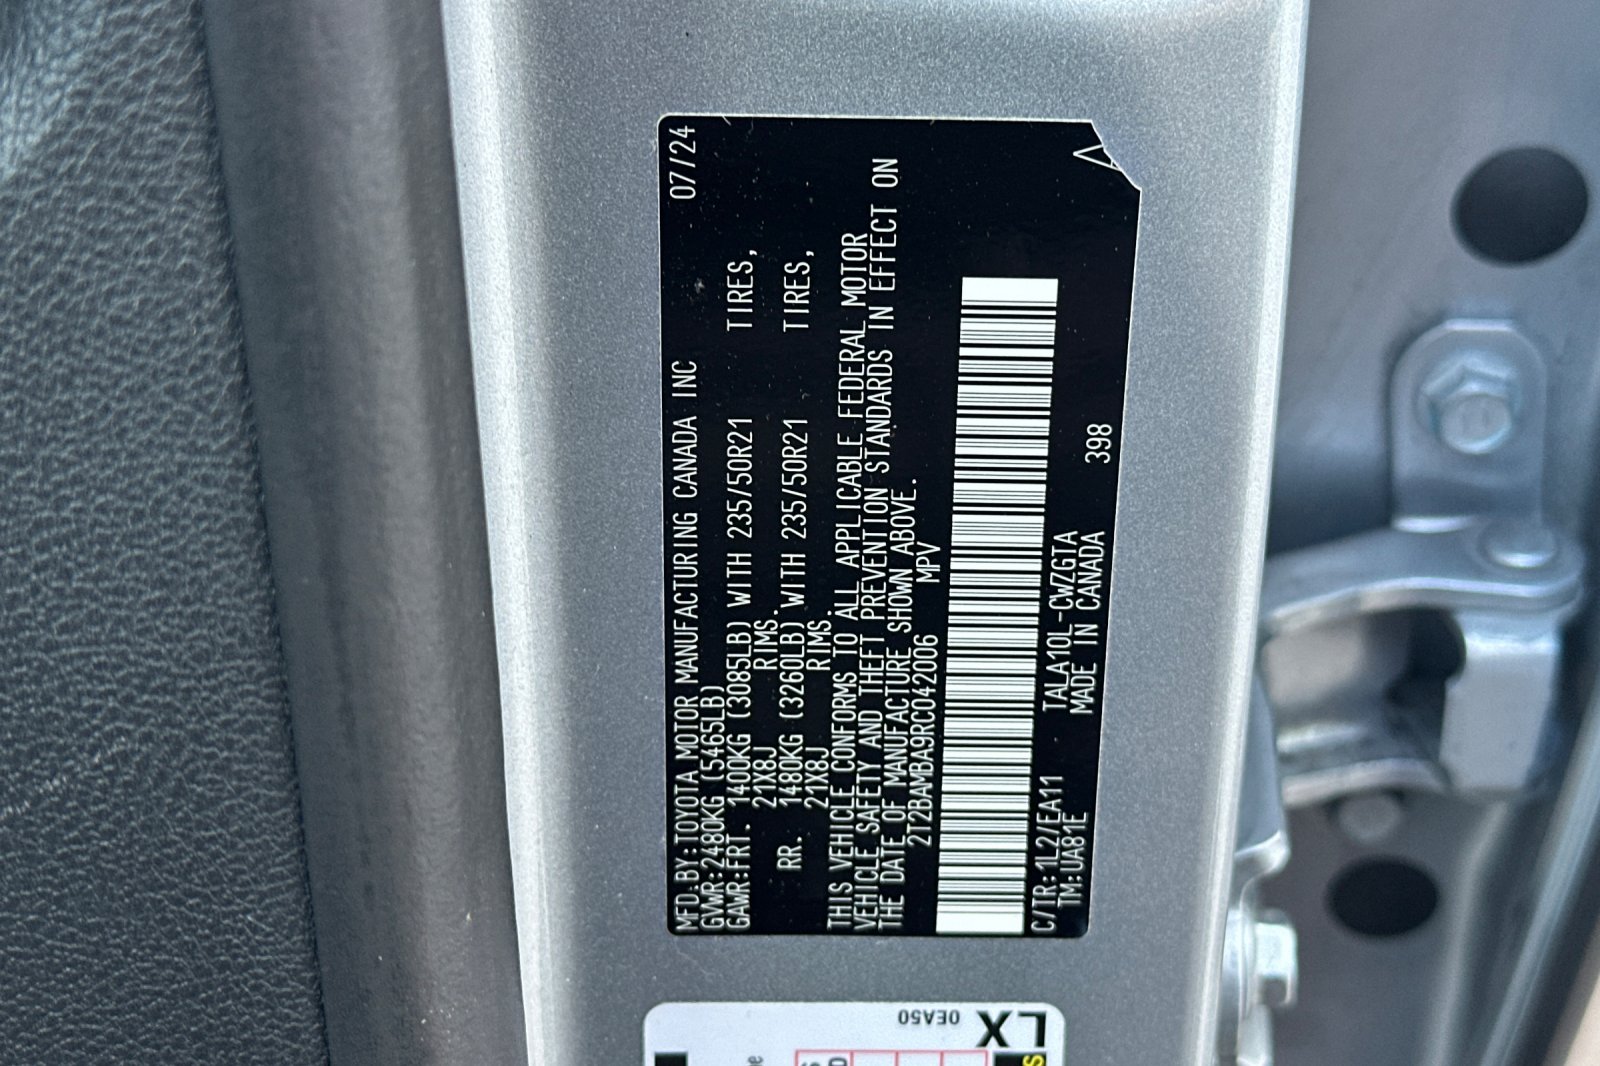 MFD.BY:TOYOTA MOTOR MANUFACTURING CANADA INC 07/24
GVWR:2480KG (5465LB)
GAWR:FRT. 1400KG (3085LB) WITH 235/50R21 TIRES,
21X8J RIMS.
RR. 1480KG (3260LB) WITH 235/50R21 TIRES,
21X8J RIMS.
THIS VEHICLE CONFORMS TO ALL APPLICABLE FEDERAL MOTOR
VEHICLE SAFETY AND THEFT PREVENTION STANDARDS IN EFFECT ON
THE DATE OF MANUFACTURE SHOWN ABOVE.
2T2BAMBA9RC042006 MPV
C/TR:1L2/EA11 TALA10L-CWZGTA
TM:UA81E MADE IN CANADA 398
A
LX
0EA50